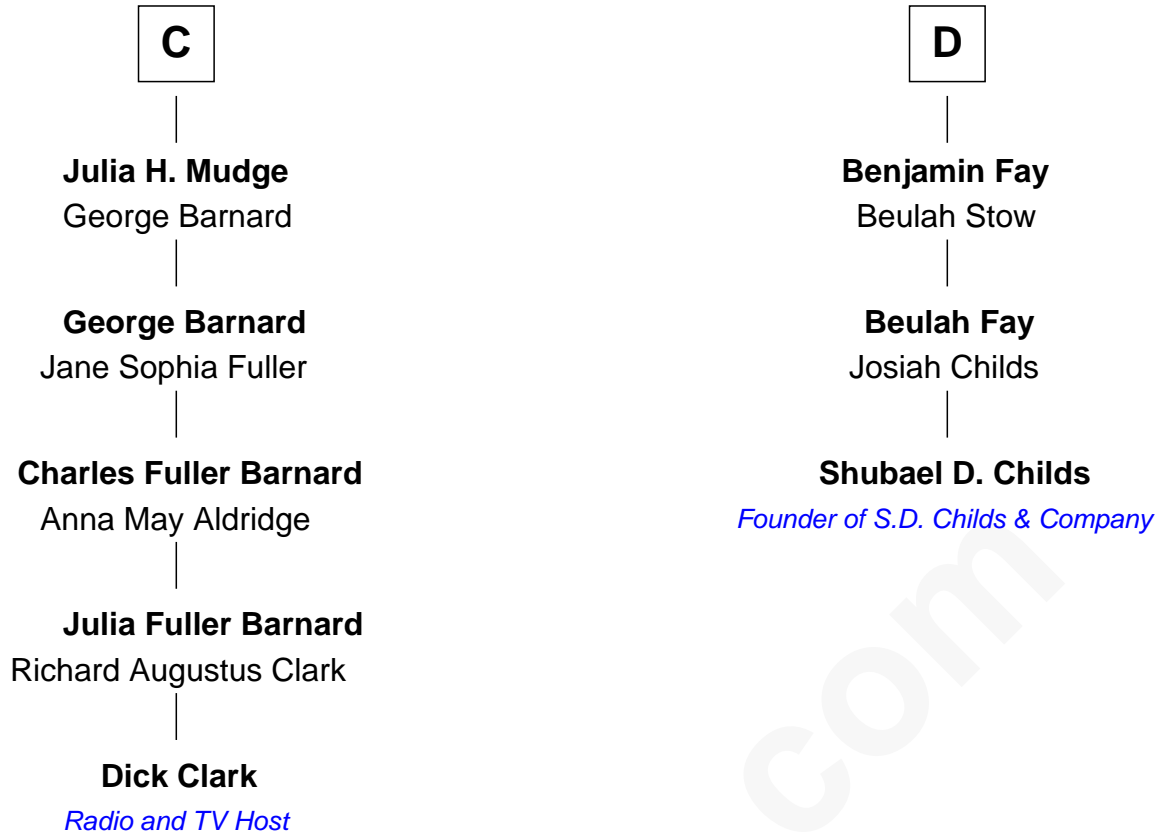 C
Julia H. Mudge
George Barnard
George Barnard
Jane Sophia Fuller
Charles Fuller Barnard
Anna May Aldridge
Julia Fuller Barnard
Richard Augustus Clark
Dick Clark
Radio and TV Host
D
Benjamin Fay
Beulah Stow
Beulah Fay
Josiah Childs
Shubael D. Childs
Founder of S.D. Childs & Company
com